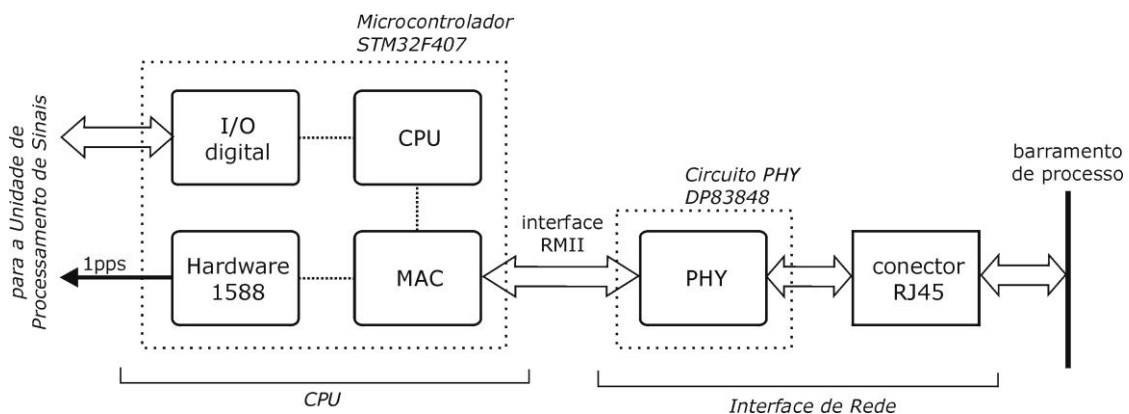 Microcontrolador
STM32F407
para a Unidade de
Processamento de Sinais
I/O
digital
CPU
1pps
Hardware
1588
MAC
interface
RMII
Circuito PHY
DP83848
PHY
conector
RJ45
barramento
de processo
CPU
Interface de Rede